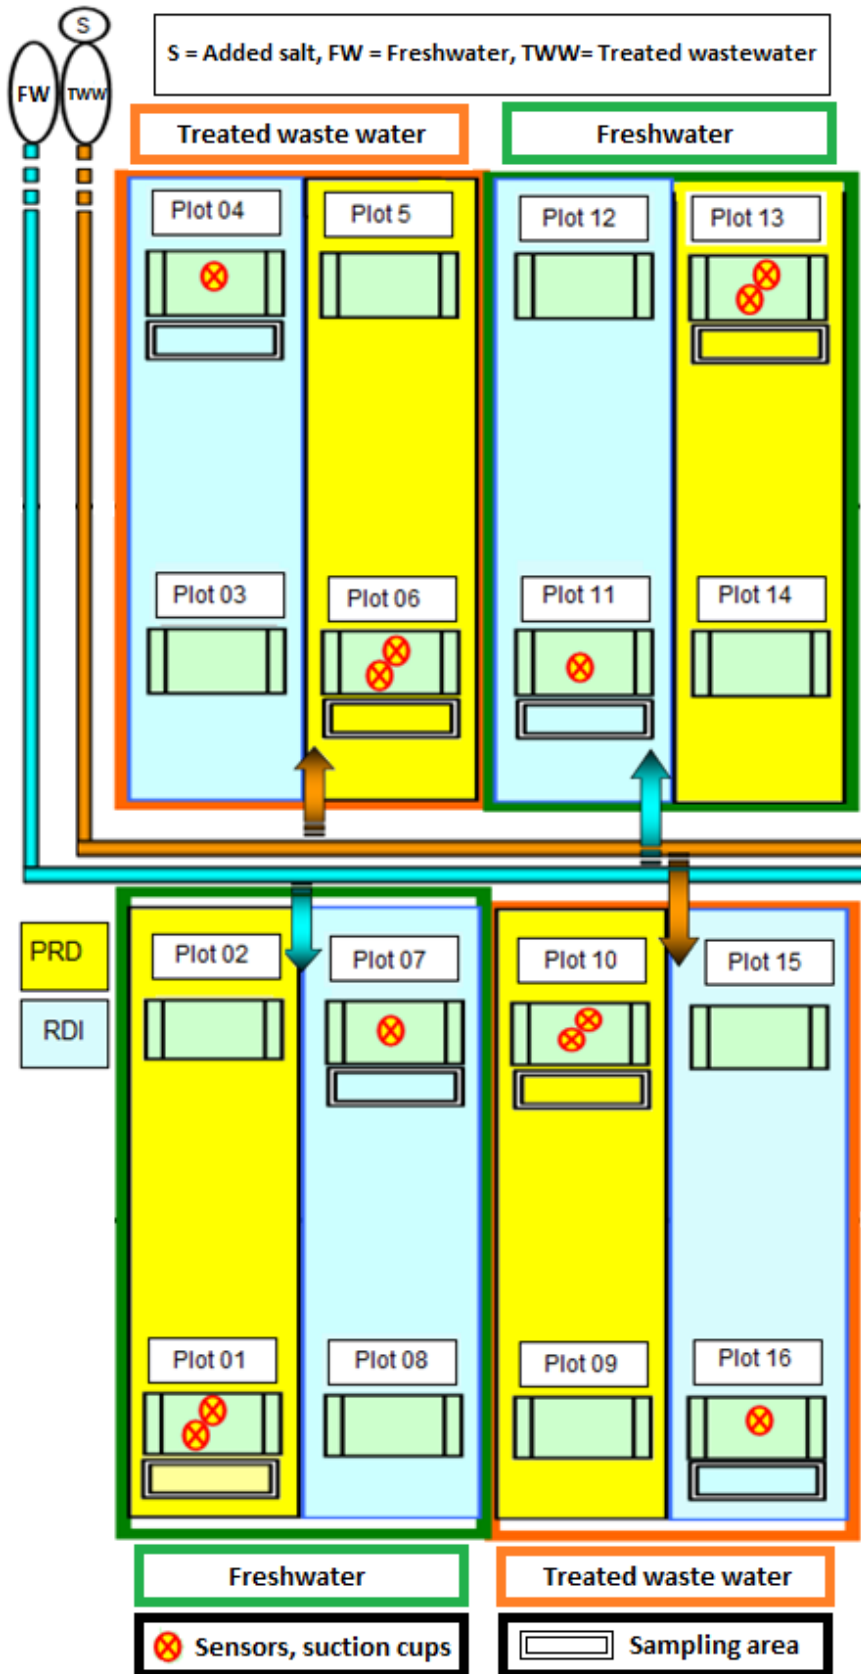 S
S = Added salt, FW = Freshwater, TWW= Treated wastewater
FW
TWW
Treated waste water
Freshwater
Plot 04
Plot 5
Plot 12
Plot 13
Plot 03
Plot 06
Plot 11
Plot 14
PRD
RDI
Plot 02
Plot 07
Plot 10
Plot 15
Plot 01
Plot 08
Plot 09
Plot 16
Freshwater
Treated waste water
Sensors, suction cups
Sampling area